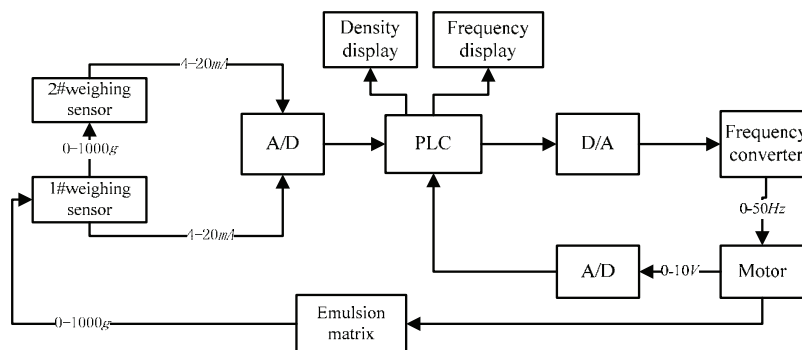 Density
display
Frequency
display
4-20mA
2#weighing
sensor
A/D
PLC
D/A
Frequency
converter
0-1000g
1#weighing
sensor
0-50Hz
4-20mA
A/D
0-10V
Motor
0-1000g
Emulsion
matrix